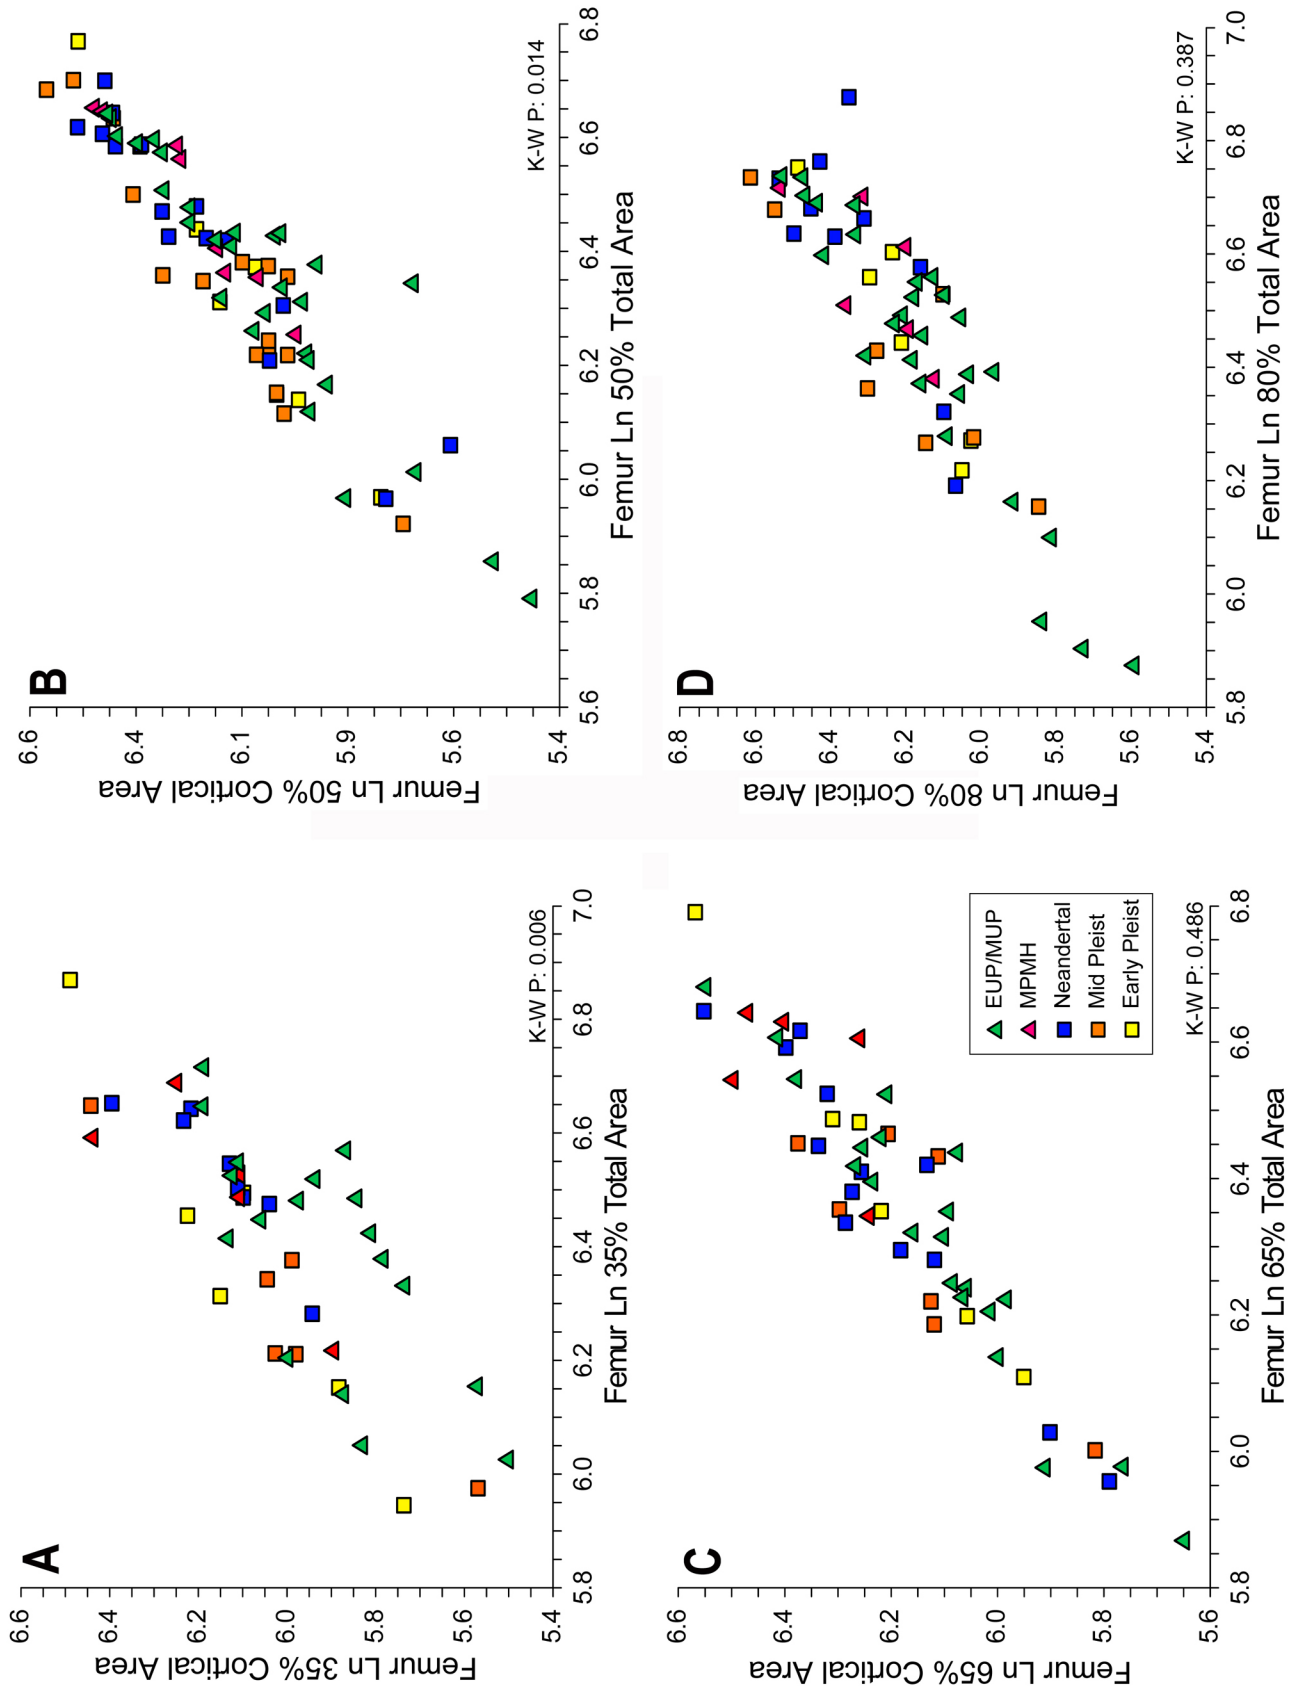 A
6.6
6.4
6.2
6.0
5.8
5.6
5.4
Femur Ln 35% Cortical Area
5.8
6.0
6.2
6.4
6.6
6.8
7.0
Femur Ln 35% Total Area
K-W P: 0.006
B
6.6
6.4
6.1
5.9
5.6
5.4
Femur Ln 50% Cortical Area
5.6
5.8
6.0
6.2
6.4
6.6
6.8
Femur Ln 50% Total Area
K-W P: 0.014
C
6.6
6.4
6.2
6.0
5.8
5.6
Femur Ln 65% Cortical Area
5.8
6.0
6.2
6.4
6.6
6.8
Femur Ln 65% Total Area
EUP/MUP
MPMH
Neandertal
Mid Pleist
Early Pleist
K-W P: 0.486
D
6.8
6.6
6.4
6.2
6.0
5.8
5.6
5.4
Femur Ln 80% Cortical Area
5.8
6.0
6.2
6.4
6.6
6.8
7.0
Femur Ln 80% Total Area
K-W P: 0.387